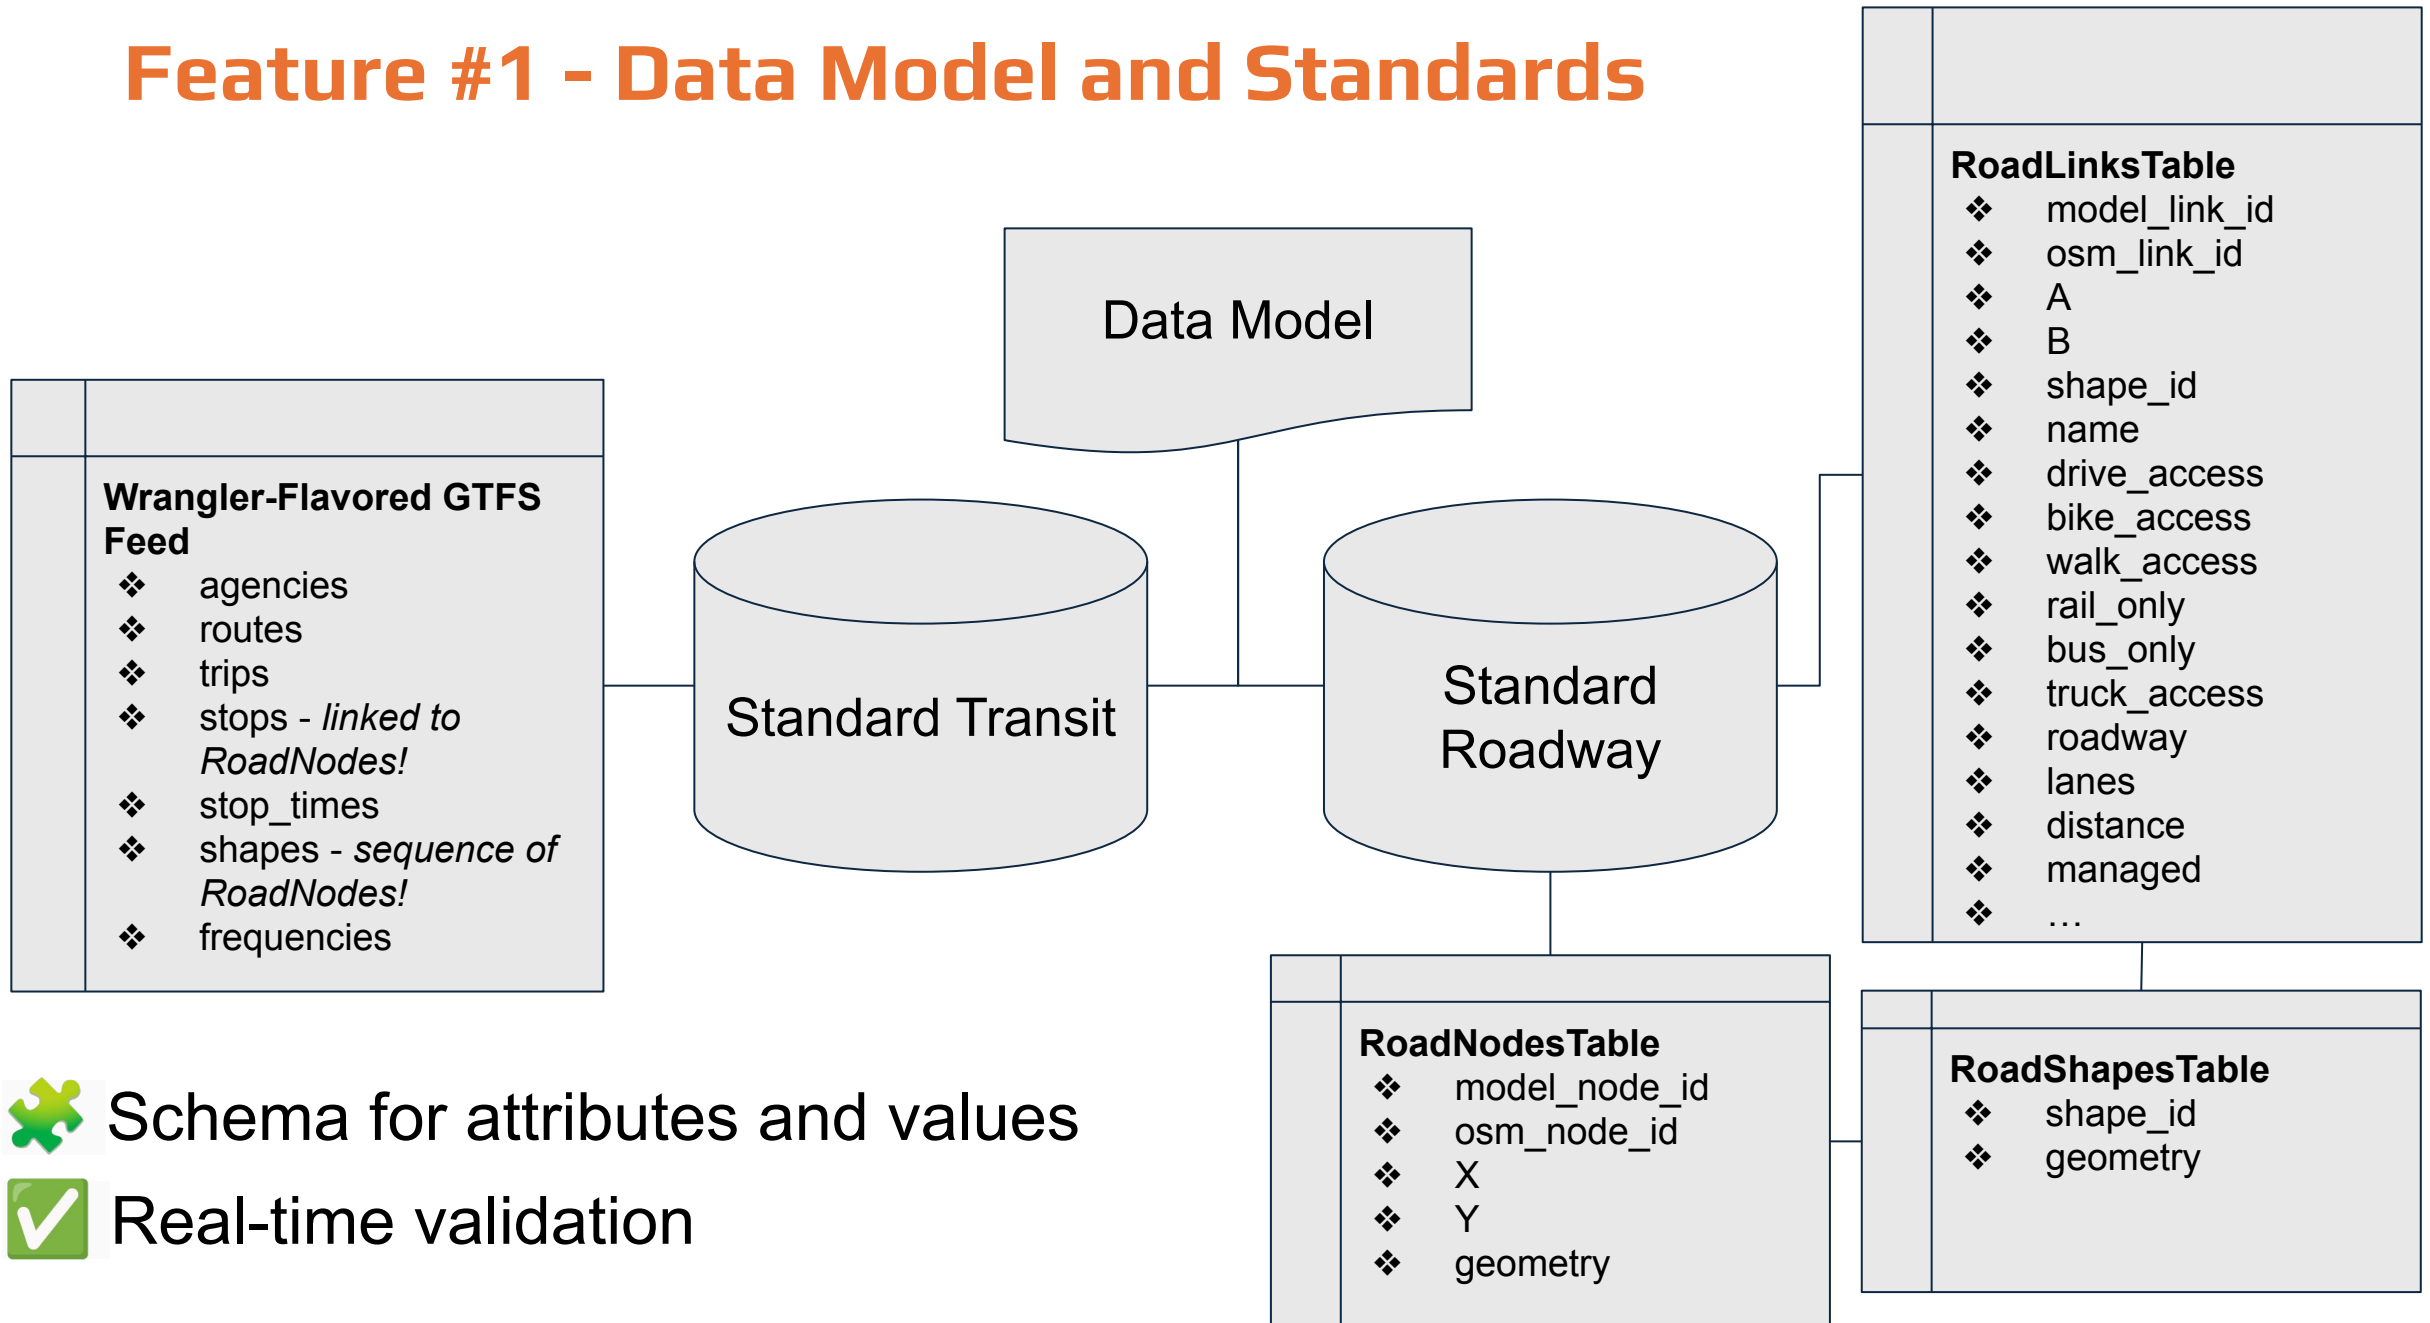 Feature #1 - Data Model and Standards
Data Model
Wrangler-Flavored GTFS
Feed
❖ agencies
❖ routes
❖ trips
❖ stops - linked to
RoadNodes!
❖ stop_times
❖ shapes - sequence of
RoadNodes!
❖ frequencies
Standard Transit
Standard
Roadway
RoadLinksTable
❖ model_link_id
❖ osm_link_id
❖ A
❖ B
❖ shape_id
❖ name
❖ drive_access
❖ bike_access
❖ walk_access
❖ rail_only
❖ bus_only
❖ truck_access
❖ roadway
❖ lanes
❖ distance
❖ managed
❖ …
RoadNodesTable
❖ model_node_id
❖ osm_node_id
❖ X
❖ Y
❖ geometry
RoadShapesTable
❖ shape_id
❖ geometry
Schema for attributes and values
Real-time validation